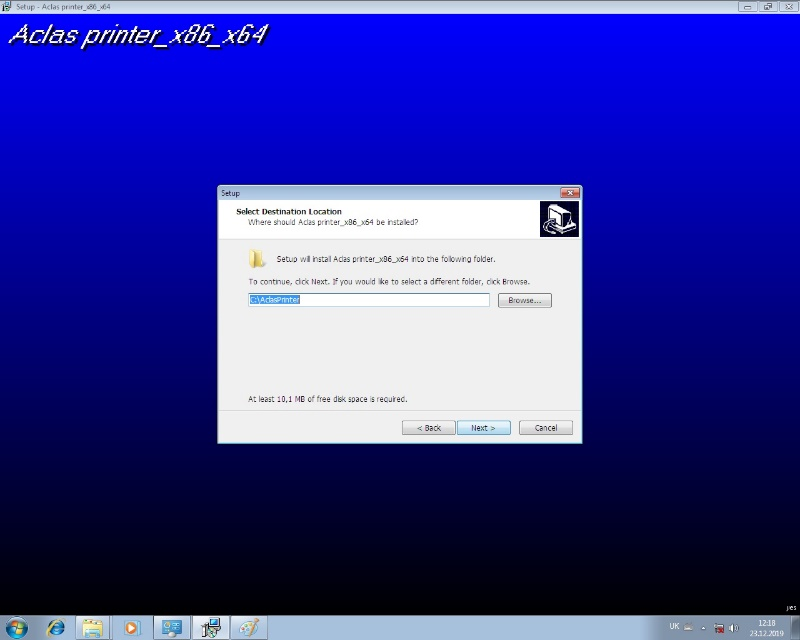 Setup - Aclas printer_x86_x64
Aclas printer_x86_x64
Setup
Select Destination Location
Where should Aclas printer_x86_x64 be installed?
Setup will install Aclas printer_x86_x64 into the following folder.
To continue, click Next. If you would like to select a different folder, click Browse.
C:\AclasPrinter
Browse...
At least 10,1 MB of free disk space is required.
< Back
Next >
Cancel
jies
UK
12:18
23.12.2019